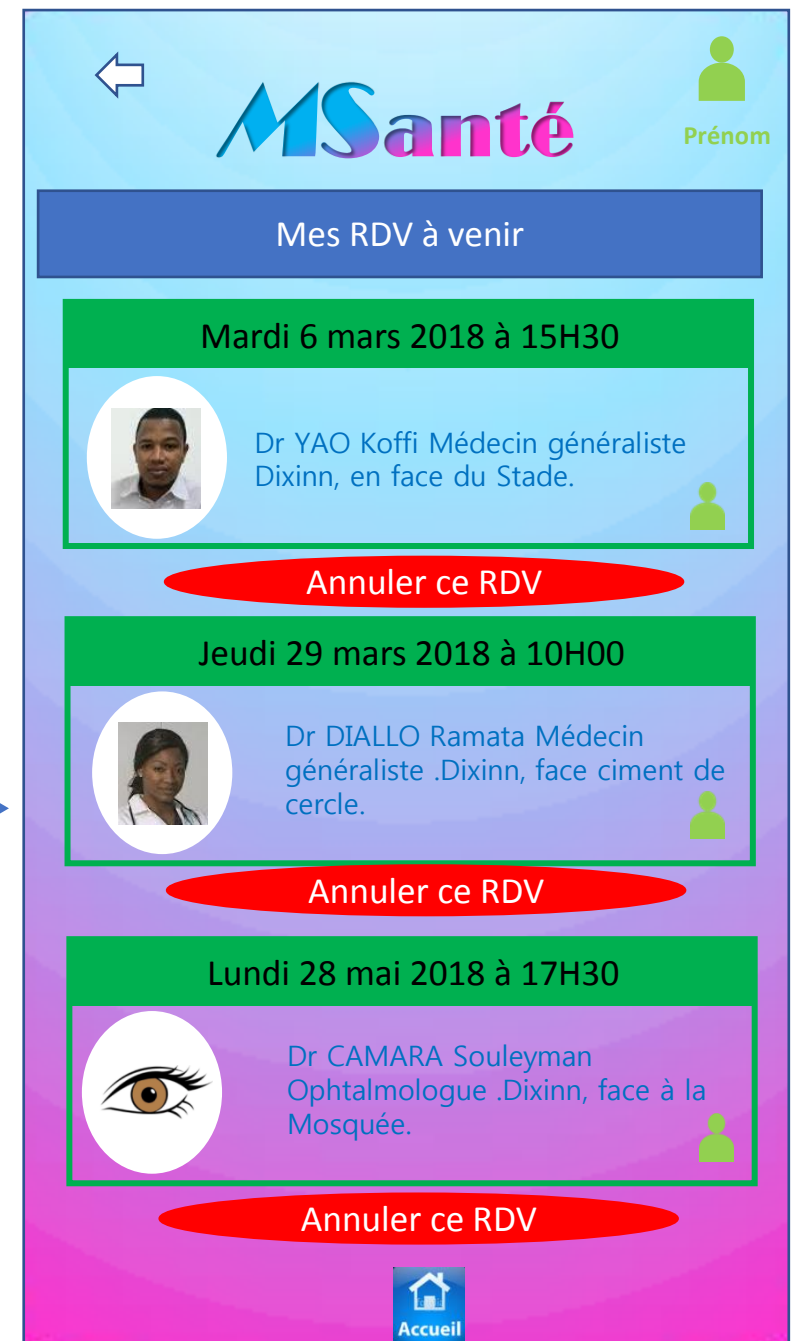 MSanté
Prénom
Mes RDV à venir
Mardi 6 mars 2018 à 15H30
Dr YAO Koffi Médecin généraliste
Dixinn, en face du Stade.
Annuler ce RDV
Jeudi 29 mars 2018 à 10H00
Dr DIALLO Ramata Médecin
généraliste .Dixinn, face ciment de
cercle.
Annuler ce RDV
Lundi 28 mai 2018 à 17H30
Dr CAMARA Souleyman
Ophtalmologue .Dixinn, face à la
Mosquée.
Annuler ce RDV
Accueil